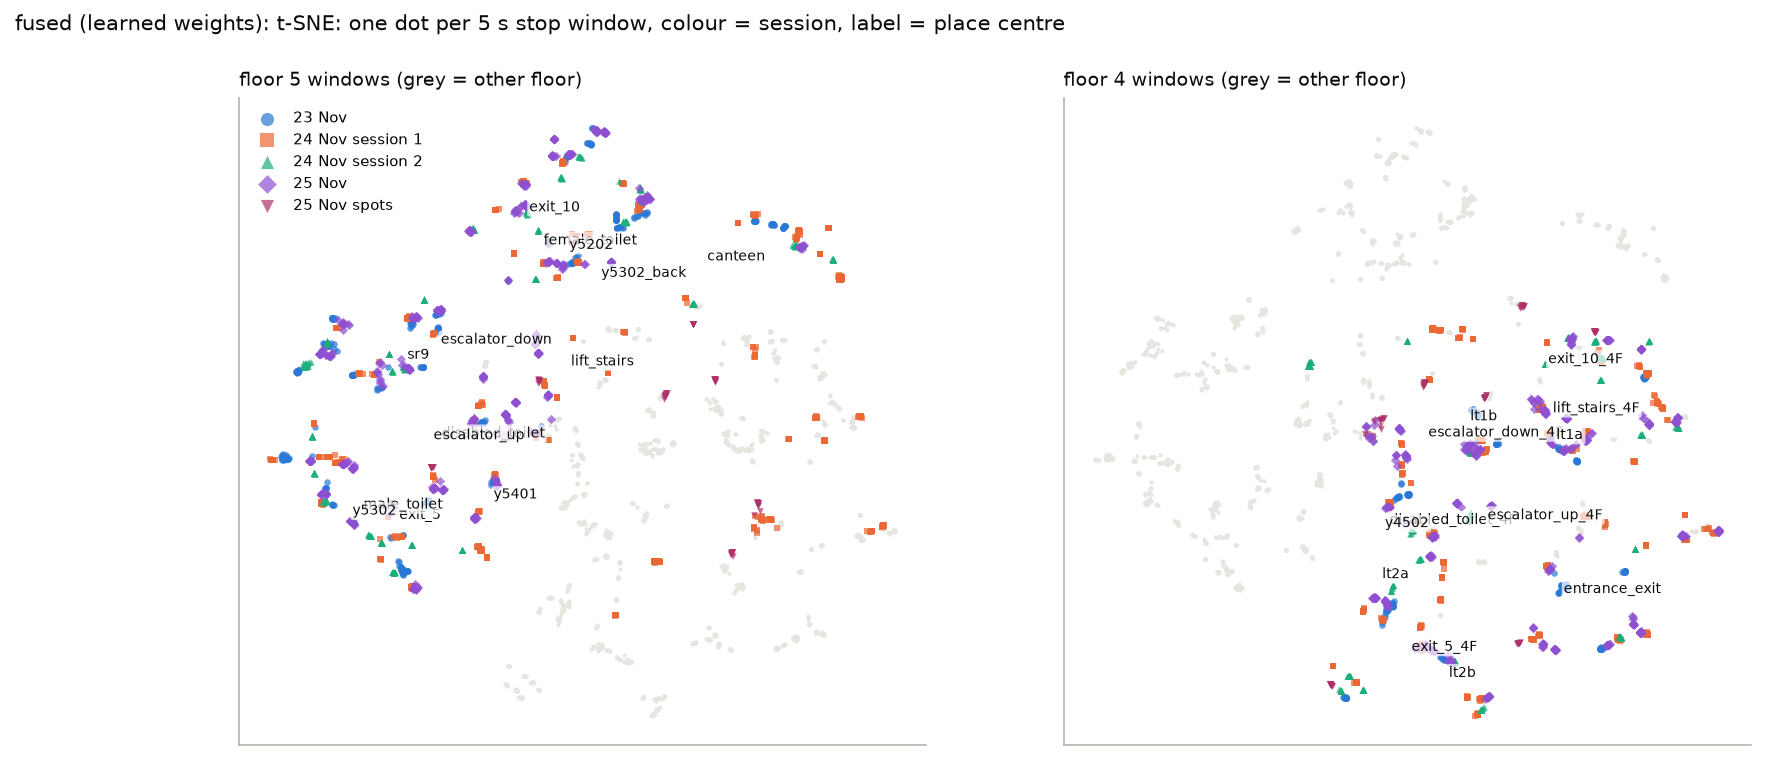 fused (learned weights): t-SNE: one dot per 5 s stop window, colour = session, label = place centre
floor 5 windows (grey = other floor)
23 Nov
24 Nov session 1
24 Nov session 2
25 Nov
25 Nov spots
exit_10
y5202
y5302_back
canteen
escalator_down
sr9
lift_stairs
escalator_up
y5401
male_toilet
y5302
exit_5
floor 4 windows (grey = other floor)
exit_10_4F
lt1b
lift_stairs_4F
lt1a
y4502
escalator_up_4F
lt2a
entrance_exit
exit_5_4F
lt2b